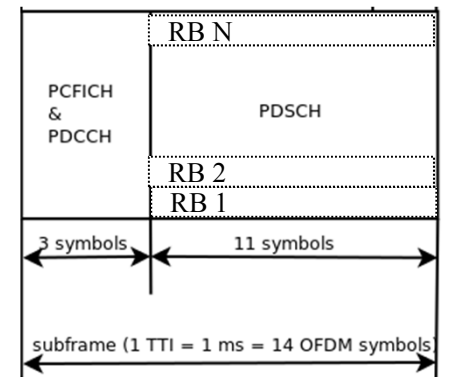 RB N
PCFICH
&
PDCCH
PDSCH
RB 2
RB 1
3 symbols
11 symbols
subframe (1 TTI = 1 ms = 14 OFDM symbols)